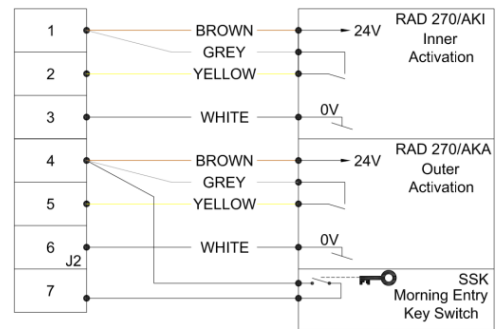 1
BROWN
24V
RAD 270/AKI
Inner
Activation
GREY
2
YELLOW
3
WHITE
0V
4
BROWN
24V
RAD 270/AKA
Outer
Activation
GREY
5
YELLOW
6
WHITE
0V
J2
7
SSK
Morning Entry
Key Switch